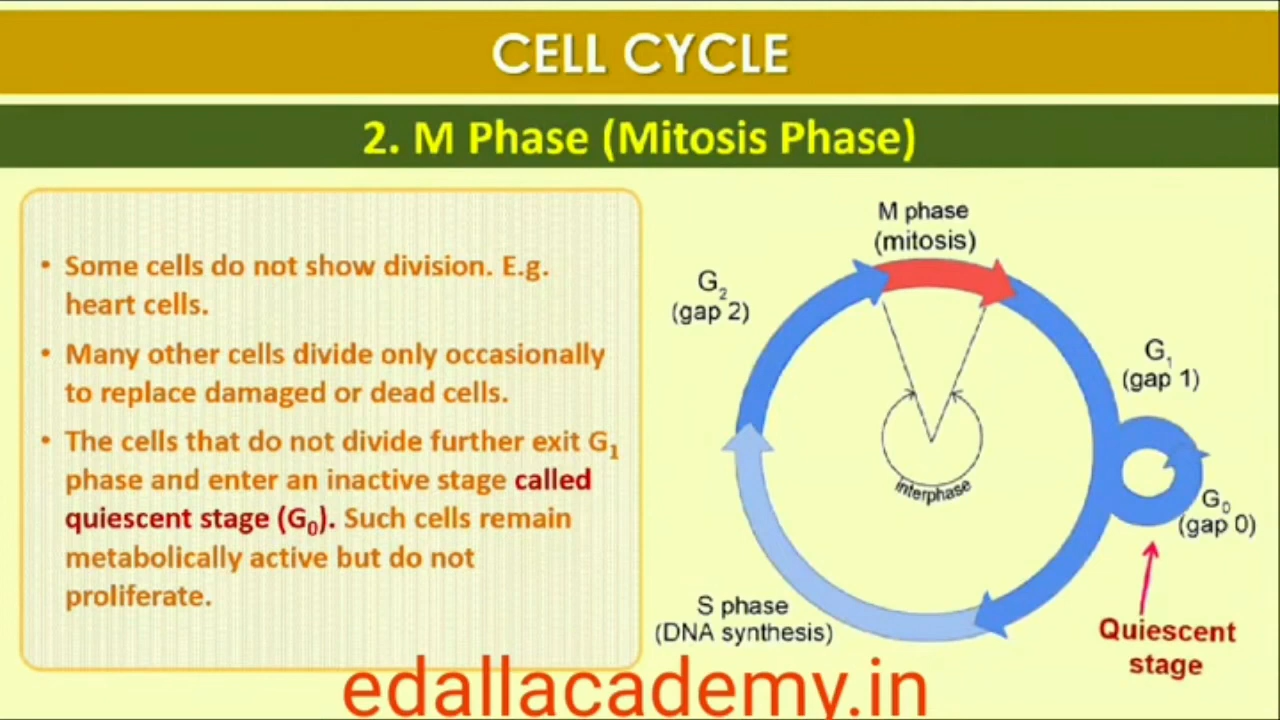 CELL CYCLE
2. M Phase (Mitosis Phase)
• Some cells do not show division. E.g.
heart cells.
• Many other cells divide only occasionally
to replace damaged or dead cells.
• The cells that do not divide further exit G₁
phase and enter an inactive stage called
quiescent stage (G₀). Such cells remain
metabolically active but do not
proliferate.
M phase
(mitosis)
G₂
(gap 2)
G₁
(gap 1)
interphase
G₀
(gap 0)
S phase
(DNA synthesis)
Quiescent
stage
edallacademy.in